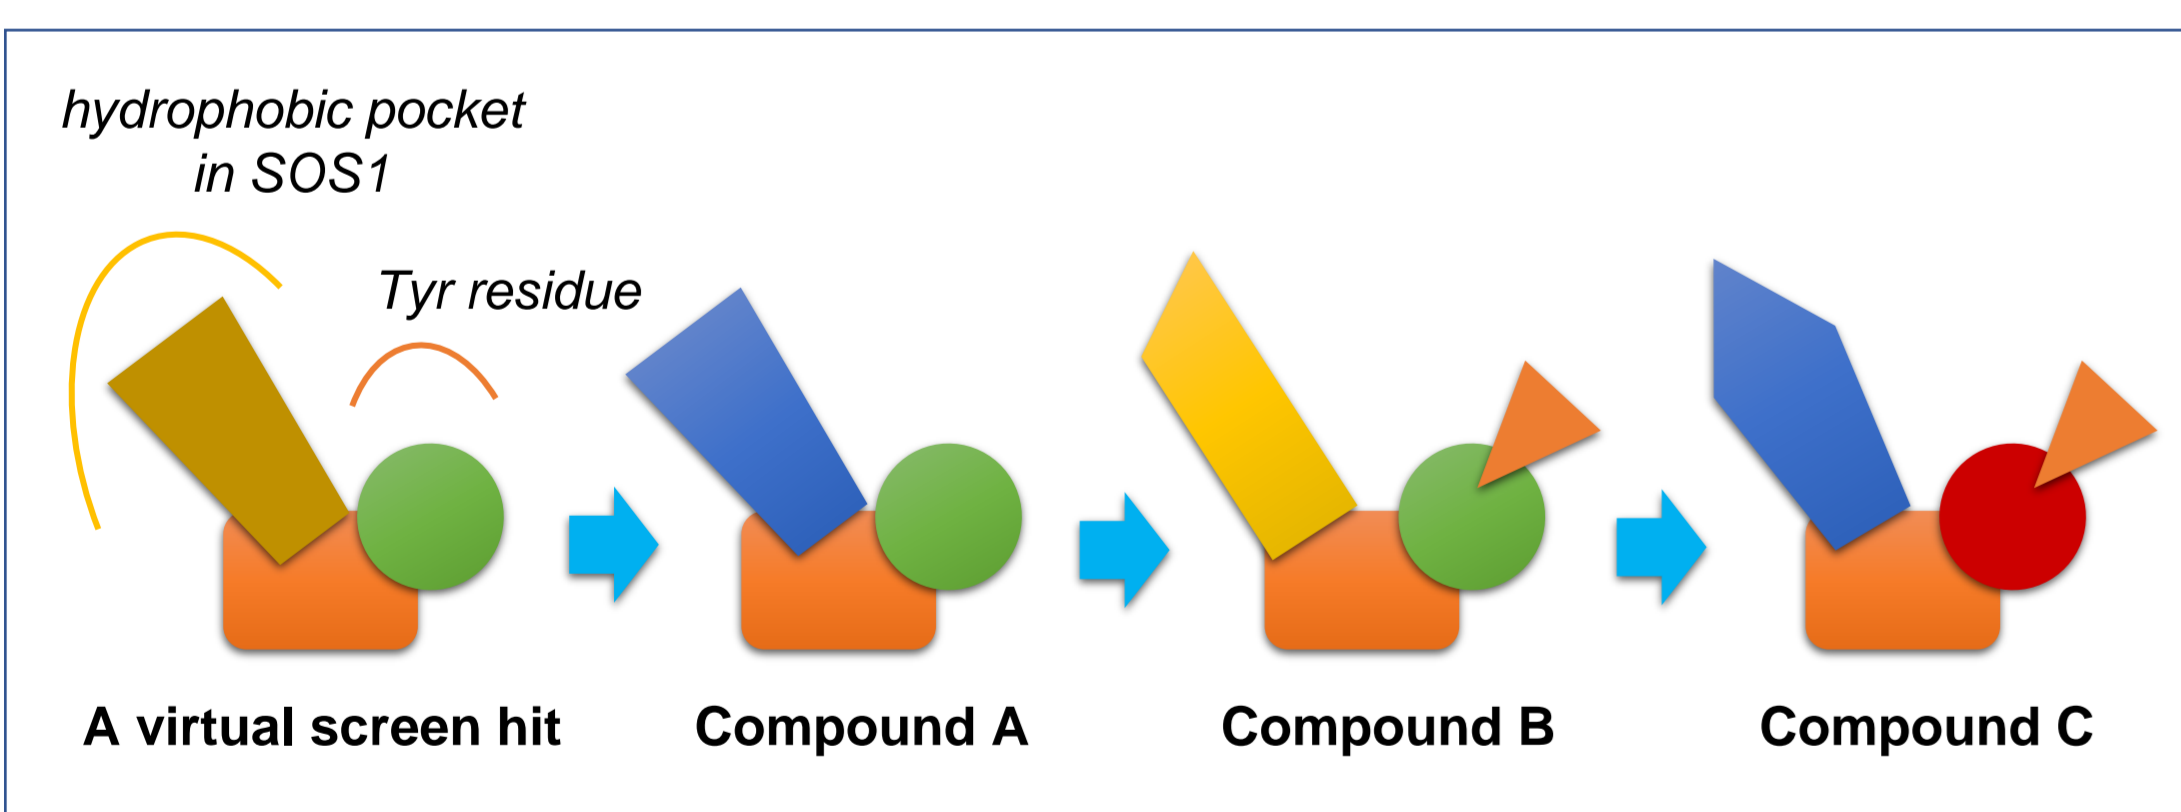 hydrophobic pocket
in SOS1
Tyr residue
A virtual screen hit
Compound A
Compound B
Compound C